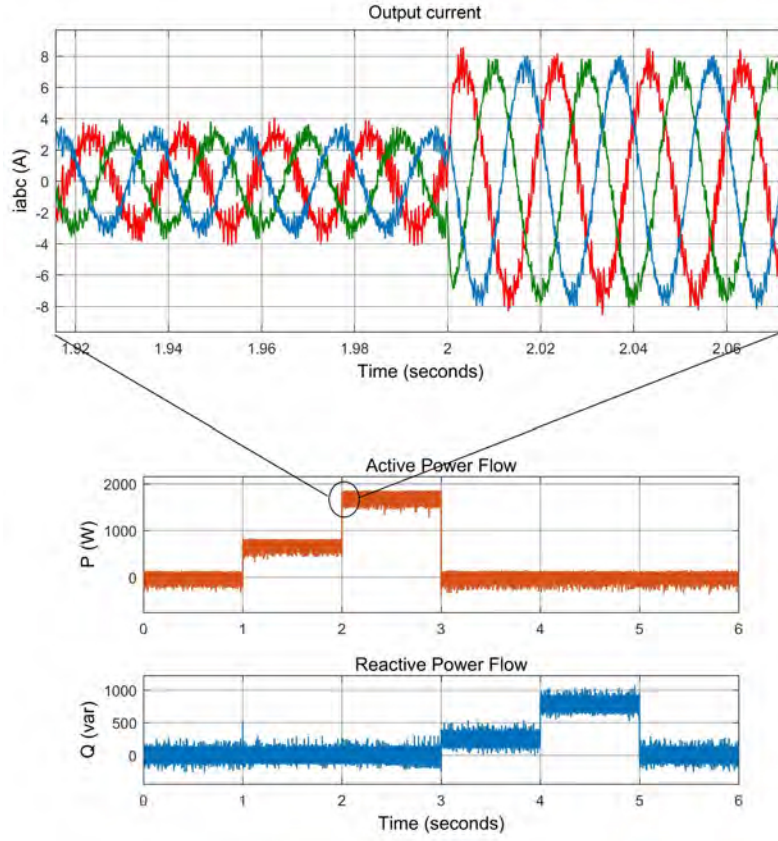 Output current
8
6
4
2
0
-2
-4
-6
-8
iabc (A)
1.92 1.94 1.96 1.98 2 2.02 2.04 2.06
Time (seconds)
Active Power Flow
2000
1000
0
P (W)
0 1 2 3 4 5 6
Reactive Power Flow
1000
500
0
Q (var)
0 1 2 3 4 5 6
Time (seconds)